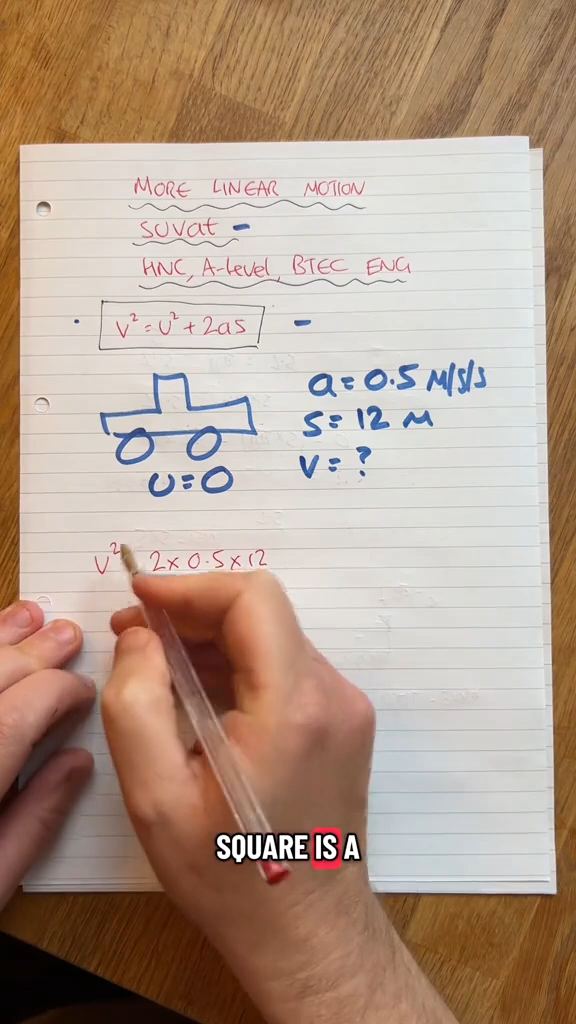 MORE LINEAR MOTION
SUVat -
HNC, A-Level, BTEC ENG
V² = U² + 2as -
a = 0.5 M/s/s
S = 12 M
V = ?
U = 0
V² 2 x 0.5 x 12
SQUARE IS A